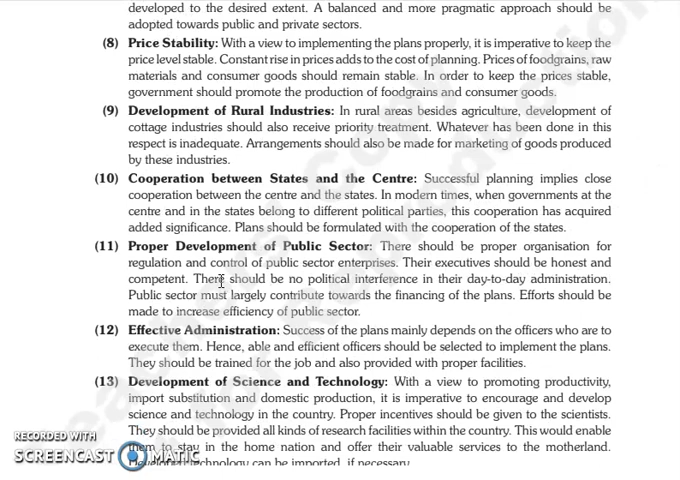 developed to the desired extent. A balanced and more pragmatic approach should be
adopted towards public and private sectors.
(8) Price Stability: With a view to implementing the plans properly, it is imperative to keep the
price level stable. Constant rise in prices adds to the cost of planning. Prices of foodgrains, raw
materials and consumer goods should remain stable. In order to keep the prices stable,
government should promote the production of foodgrains and consumer goods.
(9) Development of Rural Industries: In rural areas besides agriculture, development of
cottage industries should also receive priority treatment. Whatever has been done in this
respect is inadequate. Arrangements should also be made for marketing of goods produced
by these industries.
(10) Cooperation between States and the Centre: Successful planning implies close
cooperation between the centre and the states. In modern times, when governments at the
centre and in the states belong to different political parties, this cooperation has acquired
added significance. Plans should be formulated with the cooperation of the states.
(11) Proper Development of Public Sector: There should be proper organisation for
regulation and control of public sector enterprises. Their executives should be honest and
competent. There should be no political interference in their day-to-day administration.
Public sector must largely contribute towards the financing of the plans. Efforts should be
made to increase efficiency of public sector.
(12) Effective Administration: Success of the plans mainly depends on the officers who are to
execute them. Hence, able and efficient officers should be selected to implement the plans.
They should be trained for the job and also provided with proper facilities.
(13) Development of Science and Technology: With a view to promoting productivity,
import substitution and domestic production, it is imperative to encourage and develop
science and technology in the country. Proper incentives should be given to the scientists.
They should be provided all kinds of research facilities within the country. This would enable
them to stay in the home nation and offer their valuable services to the motherland.
technology can be imported, if necessary.
RECORDED WITH
SCREENCAST MATIC